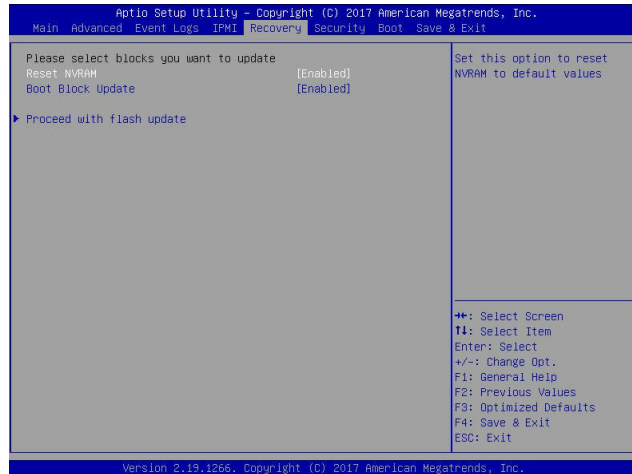 Aptio Setup Utility – Copyright (C) 2017 American Megatrends, Inc.
Main Advanced Event Logs IPMI Recovery Security Boot Save & Exit
Please select blocks you want to update
Reset NVRAM [Enabled]
Boot Block Update [Enabled]
► Proceed with flash update
Set this option to reset
NVRAM to default values
→←: Select Screen
↑↓: Select Item
Enter: Select
+/-: Change Opt.
F1: General Help
F2: Previous Values
F3: Optimized Defaults
F4: Save & Exit
ESC: Exit
Version 2.19.1266. Copyright (C) 2017 American Megatrends, Inc.